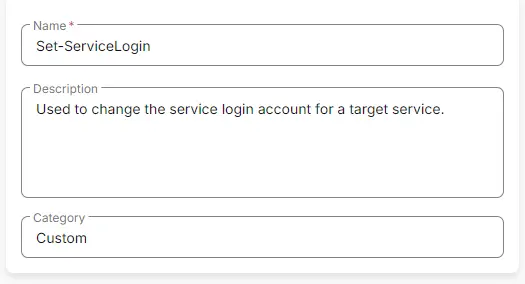 Name *
Set-ServiceLogin
Description
Used to change the service login account for a target service.
Category
Custom